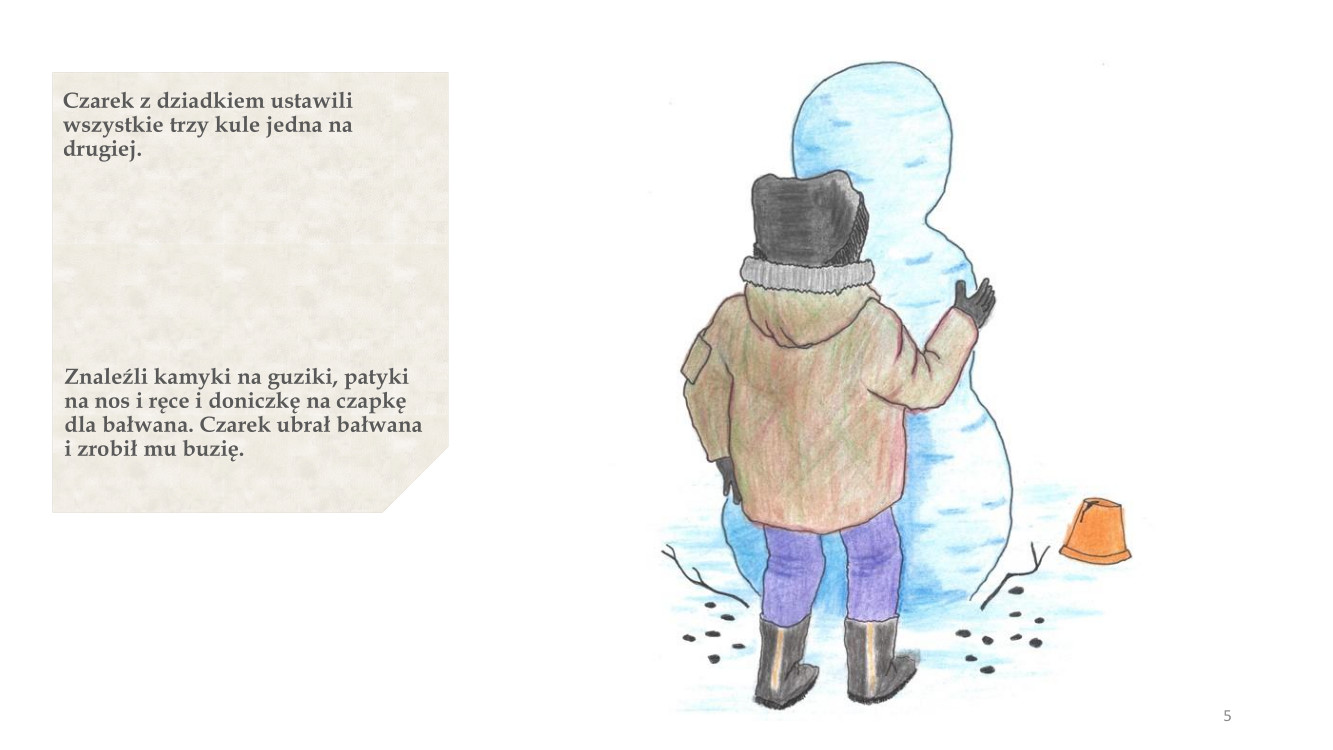 Czarek z dziadkiem ustawili
wszystkie trzy kule jedna na
drugiej.
Znaleźli kamyki na guziki, patyki
na nos i ręce i doniczkę na czapkę
dla bałwana. Czarek ubrał bałwana
i zrobił mu buzię.
5